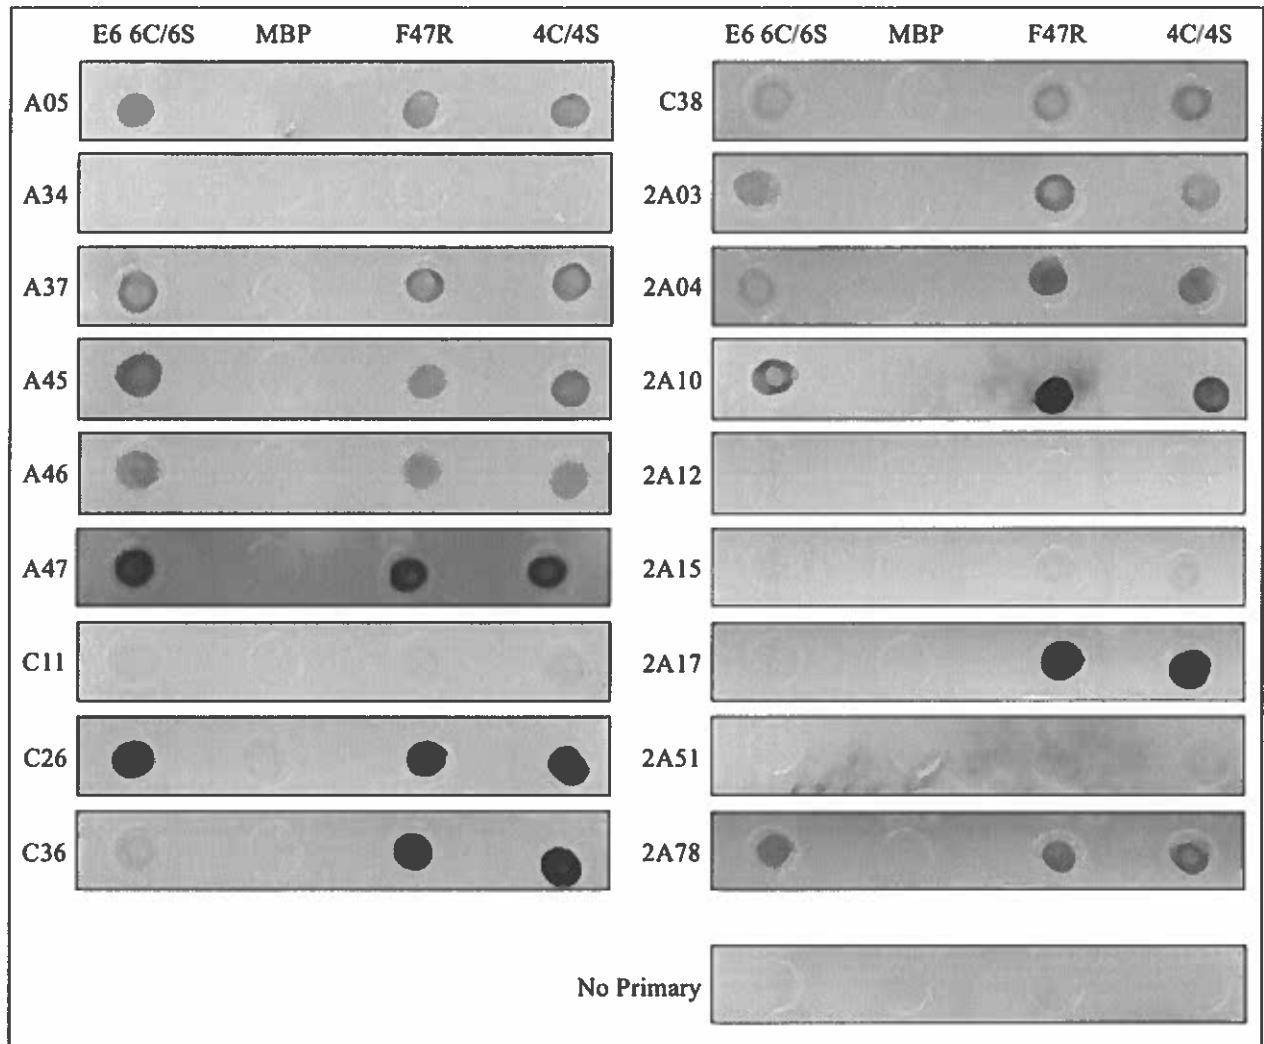 E6 6C/6S MBP F47R 4C/4S
A05
A34
A37
A45
A46
A47
C11
C26
C36
E6 6C/6S MBP F47R 4C/4S
C38
2A03
2A04
2A10
2A12
2A15
2A17
2A51
2A78
No Primary